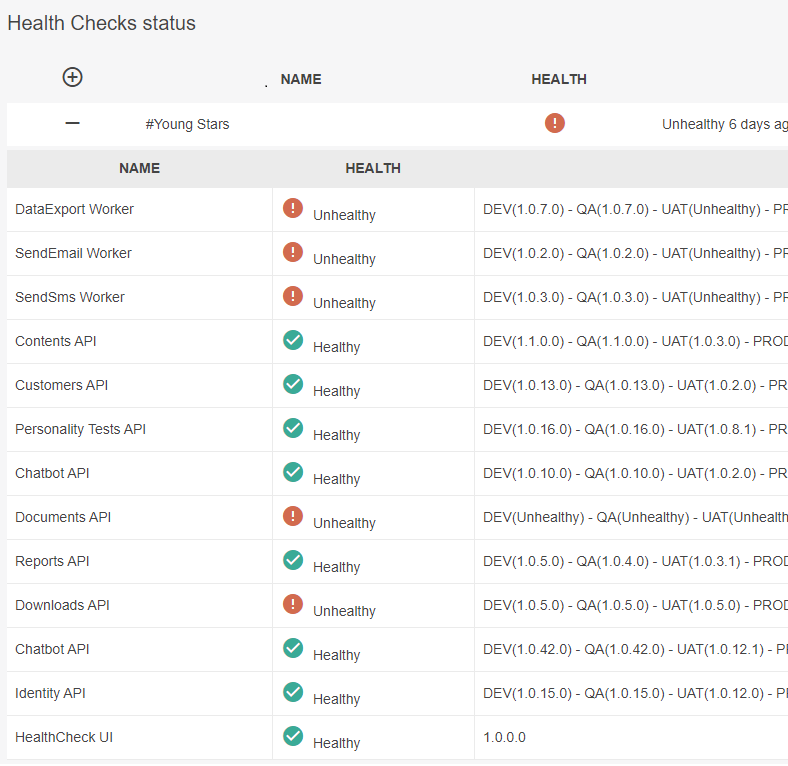 Health Checks status
. NAME HEALTH
#Young Stars Unhealthy 6 days
NAME HEALTH
DataExport Worker Unhealthy DEV(1.0.7.0) - QA(1.0.7.0) - UAT(Unhealthy) -
SendEmail Worker Unhealthy DEV(1.0.2.0) - QA(1.0.2.0) - UAT(Unhealthy) -
SendSms Worker Unhealthy DEV(1.0.3.0) - QA(1.0.3.0) - UAT(Unhealthy) -
Contents API Healthy DEV(1.1.0.0) - QA(1.1.0.0) - UAT(1.0.3.0) - PROD
Customers API Healthy DEV(1.0.13.0) - QA(1.0.13.0) - UAT(1.0.2.0) - PR
Personality Tests API Healthy DEV(1.0.16.0) - QA(1.0.16.0) - UAT(1.0.8.1) - PR
Chatbot API Healthy DEV(1.0.10.0) - QA(1.0.10.0) - UAT(1.0.2.0) - PR
Documents API Unhealthy DEV(Unhealthy) - QA(Unhealthy) - UAT(Unhealth
Reports API Healthy DEV(1.0.5.0) - QA(1.0.4.0) - UAT(1.0.3.1) - PROD
Downloads API Unhealthy DEV(1.0.5.0) - QA(1.0.5.0) - UAT(1.0.5.0) - PROD
Chatbot API Healthy DEV(1.0.42.0) - QA(1.0.42.0) - UAT(1.0.12.1) -
Identity API Healthy DEV(1.0.15.0) - QA(1.0.15.0) - UAT(1.0.12.0) -
HealthCheck UI Healthy 1.0.0.0